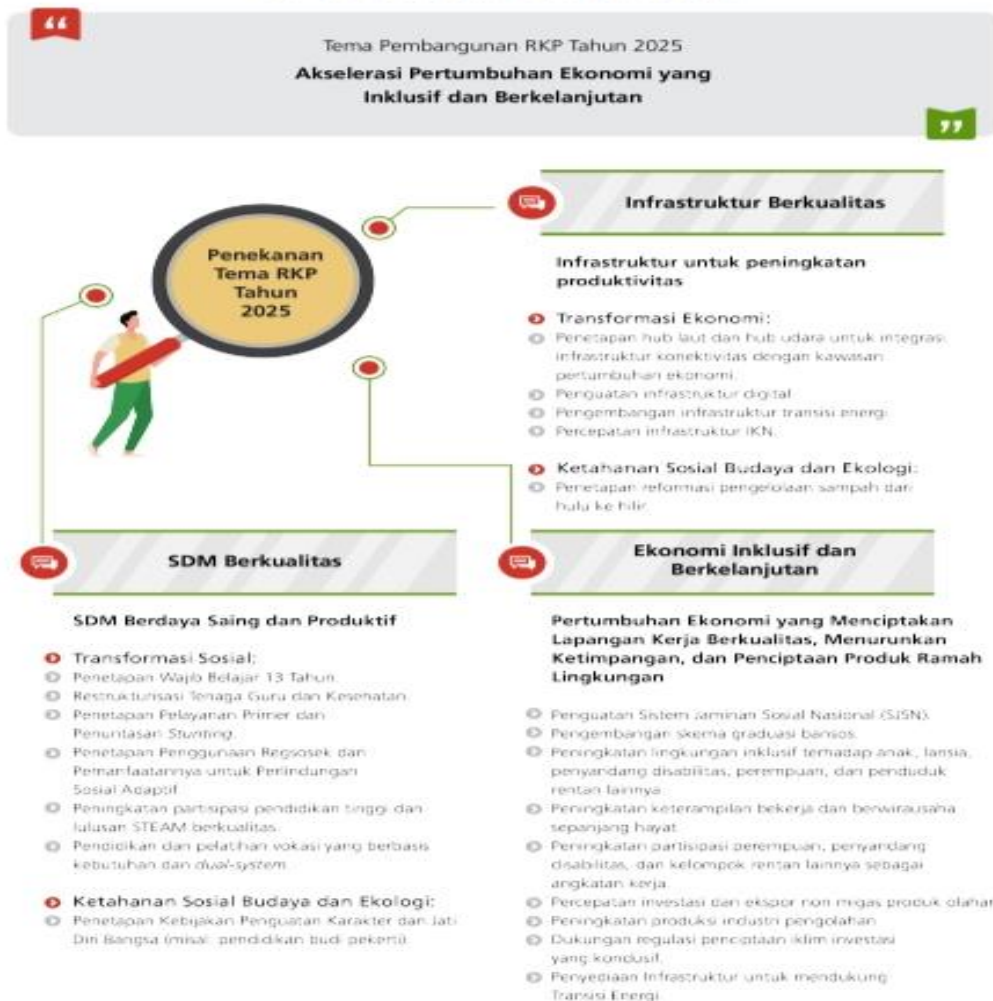 Tema Pembangunan RKP Tahun 2025
Akselerasi Pertumbuhan Ekonomi yang
Inklusif dan Berkelanjutan
Penekanan
Tema RKP
Tahun
2025
Infrastruktur Berkualitas
Infrastruktur untuk peningkatan
produktivitas
Transformasi Ekonomi:
Penetapan hub laut dan hub udara untuk integrasi
infrastruktur konektivitas dengan kawasan
pertumbuhan ekonomi.
Penguatan infrastruktur digital
Pengembangan infrastruktur transisi energi
Percepatan infrastruktur IKN.
Ketahanan Sosial Budaya dan Ekologi:
Penetapan reformasi pengelolaan sampah dari
hulu ke hilir.
SDM Berkualitas
SDM Berdaya Saing dan Produktif
Transformasi Sosial:
Penetapan Wajib Belajar 13 Tahun.
Restrukturisasi Tenaga Guru dan Kesehatan.
Penetapan Pelayanan Primer dan
Penuntasan Stunting.
Penetapan Penggunaan Regsosek dan
Pemanfaatannya untuk Perlindungan
Sosial Adaptif
Peningkatan partisipasi pendidikan tinggi dan
lulusan STEAM berkualitas.
Pendidikan dan pelatihan vokasi yang berbasis
kebutuhan dan dual-system.
Ketahanan Sosial Budaya dan Ekologi:
Penetapan Kebijakan Penguatan Karakter dan Jati
Diri Bangsa (misal: pendidikan budi pekerti).
Ekonomi Inklusif dan
Berkelanjutan
Pertumbuhan Ekonomi yang Menciptakan
Lapangan Kerja Berkualitas, Menurunkan
Ketimpangan, dan Penciptaan Produk Ramah
Lingkungan
Penguatan Sistem Jaminan Sosial Nasional (SJSN).
Pengembangan skema graduasi bansos.
Peningkatan lingkungan inklusif terhadap anak, lansia,
penyandang disabilitas, perempuan, dan penduduk
rentan lainnya
Peningkatan keterampilan bekerja dan berwirausaha
sepanjang hayat
Peningkatan partisipasi perempuan, penyandang
disabilitas, dan kelompok rentan lainnya sebagai
angkatan kerja.
Percepatan investasi dan ekspor non migas produk olahan
Peningkatan produksi industri pengolahan
Dukungan regulasi penciptaan iklim investasi
yang kondusif.
Penyediaan Infrastruktur untuk mendukung
Transisi Energi